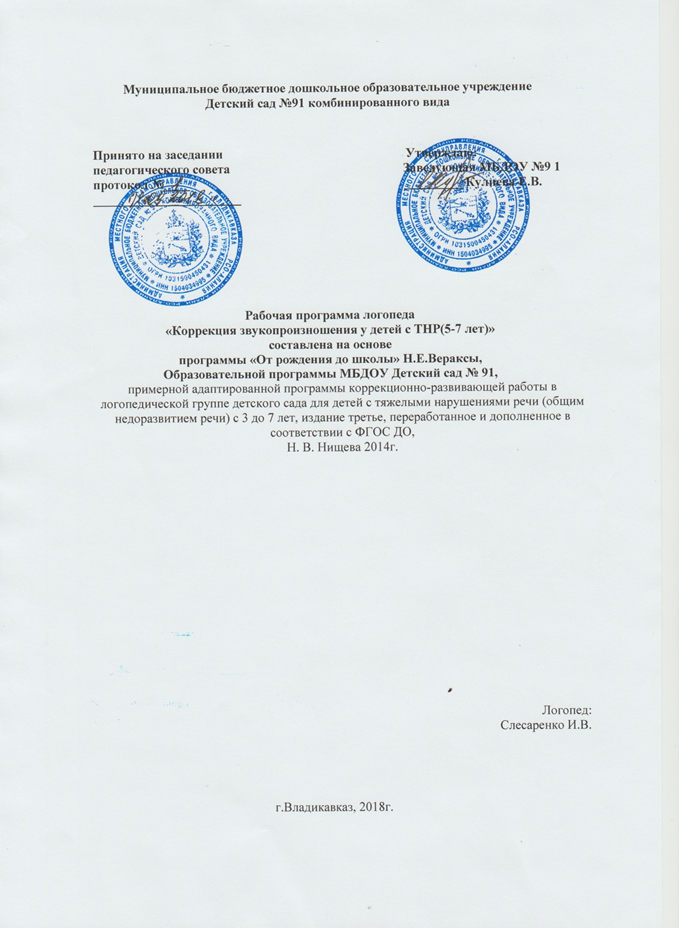 Муниципальное бюджетное дошкольное образовательное учреждение
Детский сад №91 комбинированного вида
Принято на заседании
педагогического совета
протокол №
Утверждаю:
Заведующая МБДОУ №9 1
Кулиева Е.В.
Рабочая программа логопеда
«Коррекция звукопроизношения у детей с ТНР(5-7 лет)»
составлена на основе
программы «От рождения до школы» Н.Е.Вераксы,
Образовательной программы МБДОУ Детский сад № 91,
примерной адаптированной программы коррекционно-развивающей работы в
логопедической группе детского сада для детей с тяжелыми нарушениями речи (общим
недоразвитием речи) с 3 до 7 лет, издание третье, переработанное и дополненное в
соответствии с ФГОС ДО,
Н. В. Нищева 2014г.
Логопед:
Слесаренко И.В.
г.Владикавказ, 2018г.